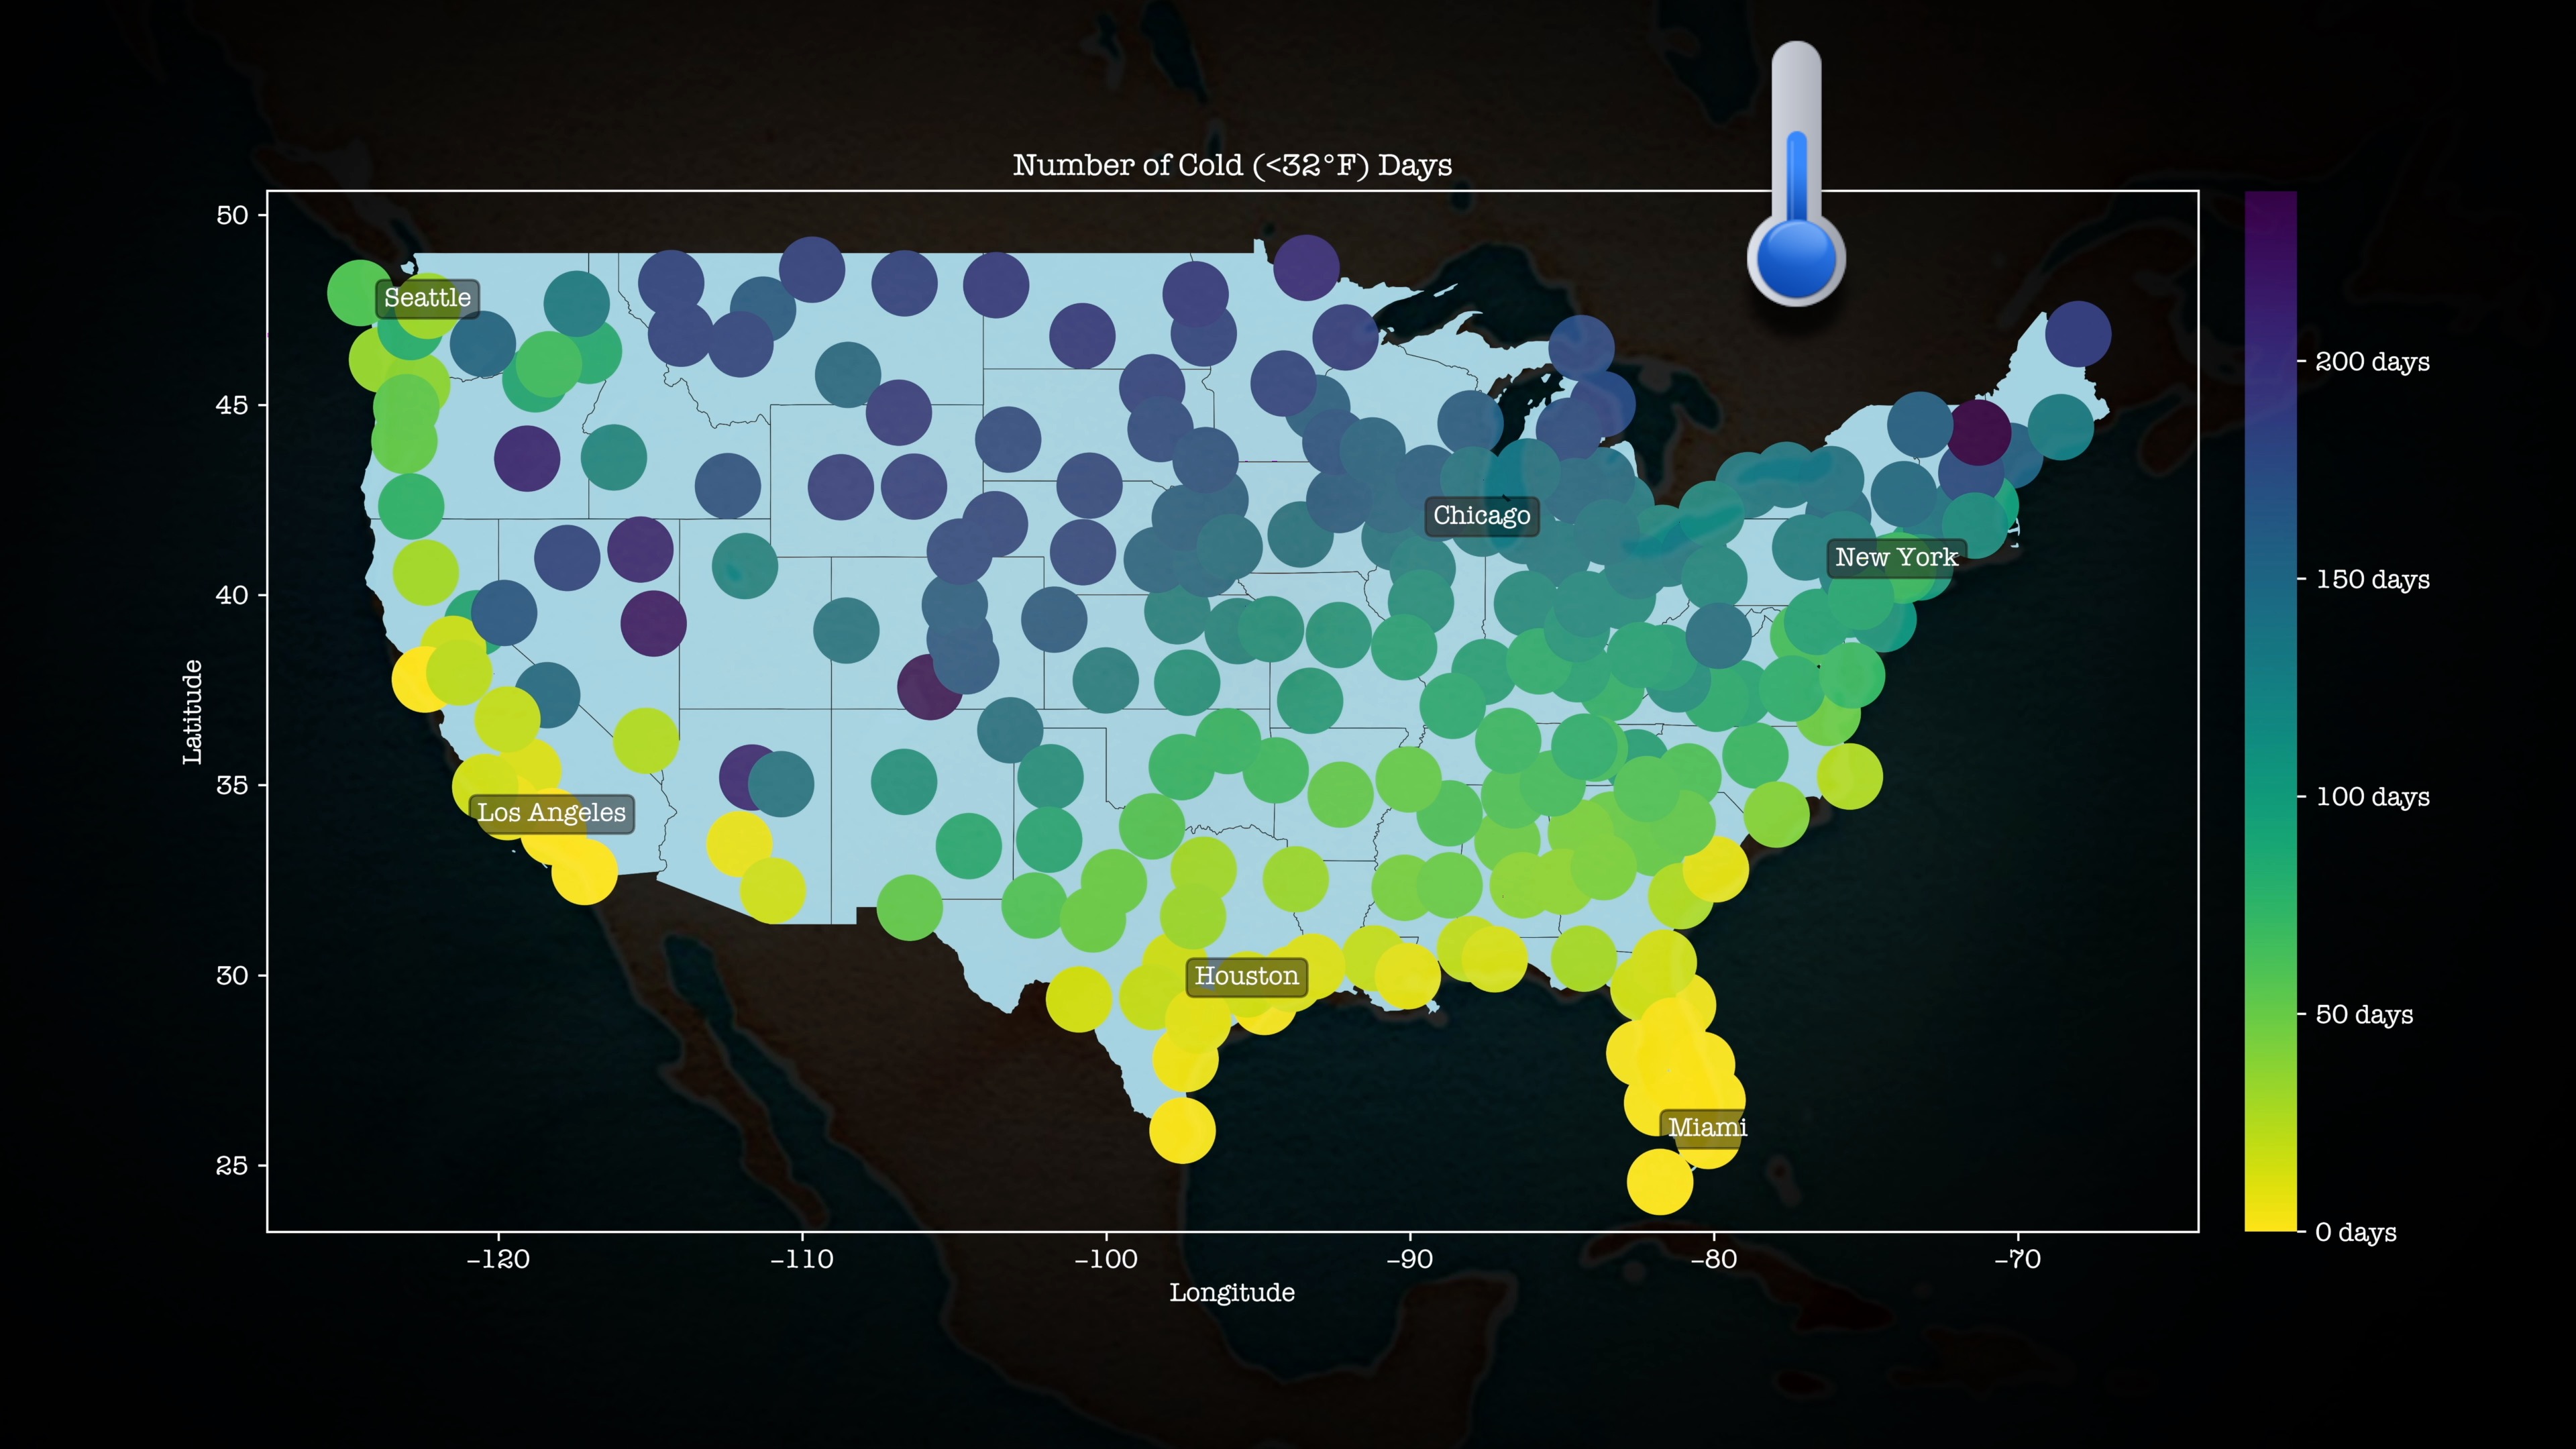 Number of Cold (<32°F) Days
50
45
40
35
30
25
Latitude
Seattle
Chicago
New York
Los Angeles
Houston
Miami
-120
-110
-100
-90
-80
-70
Longitude
200 days
150 days
100 days
50 days
0 days